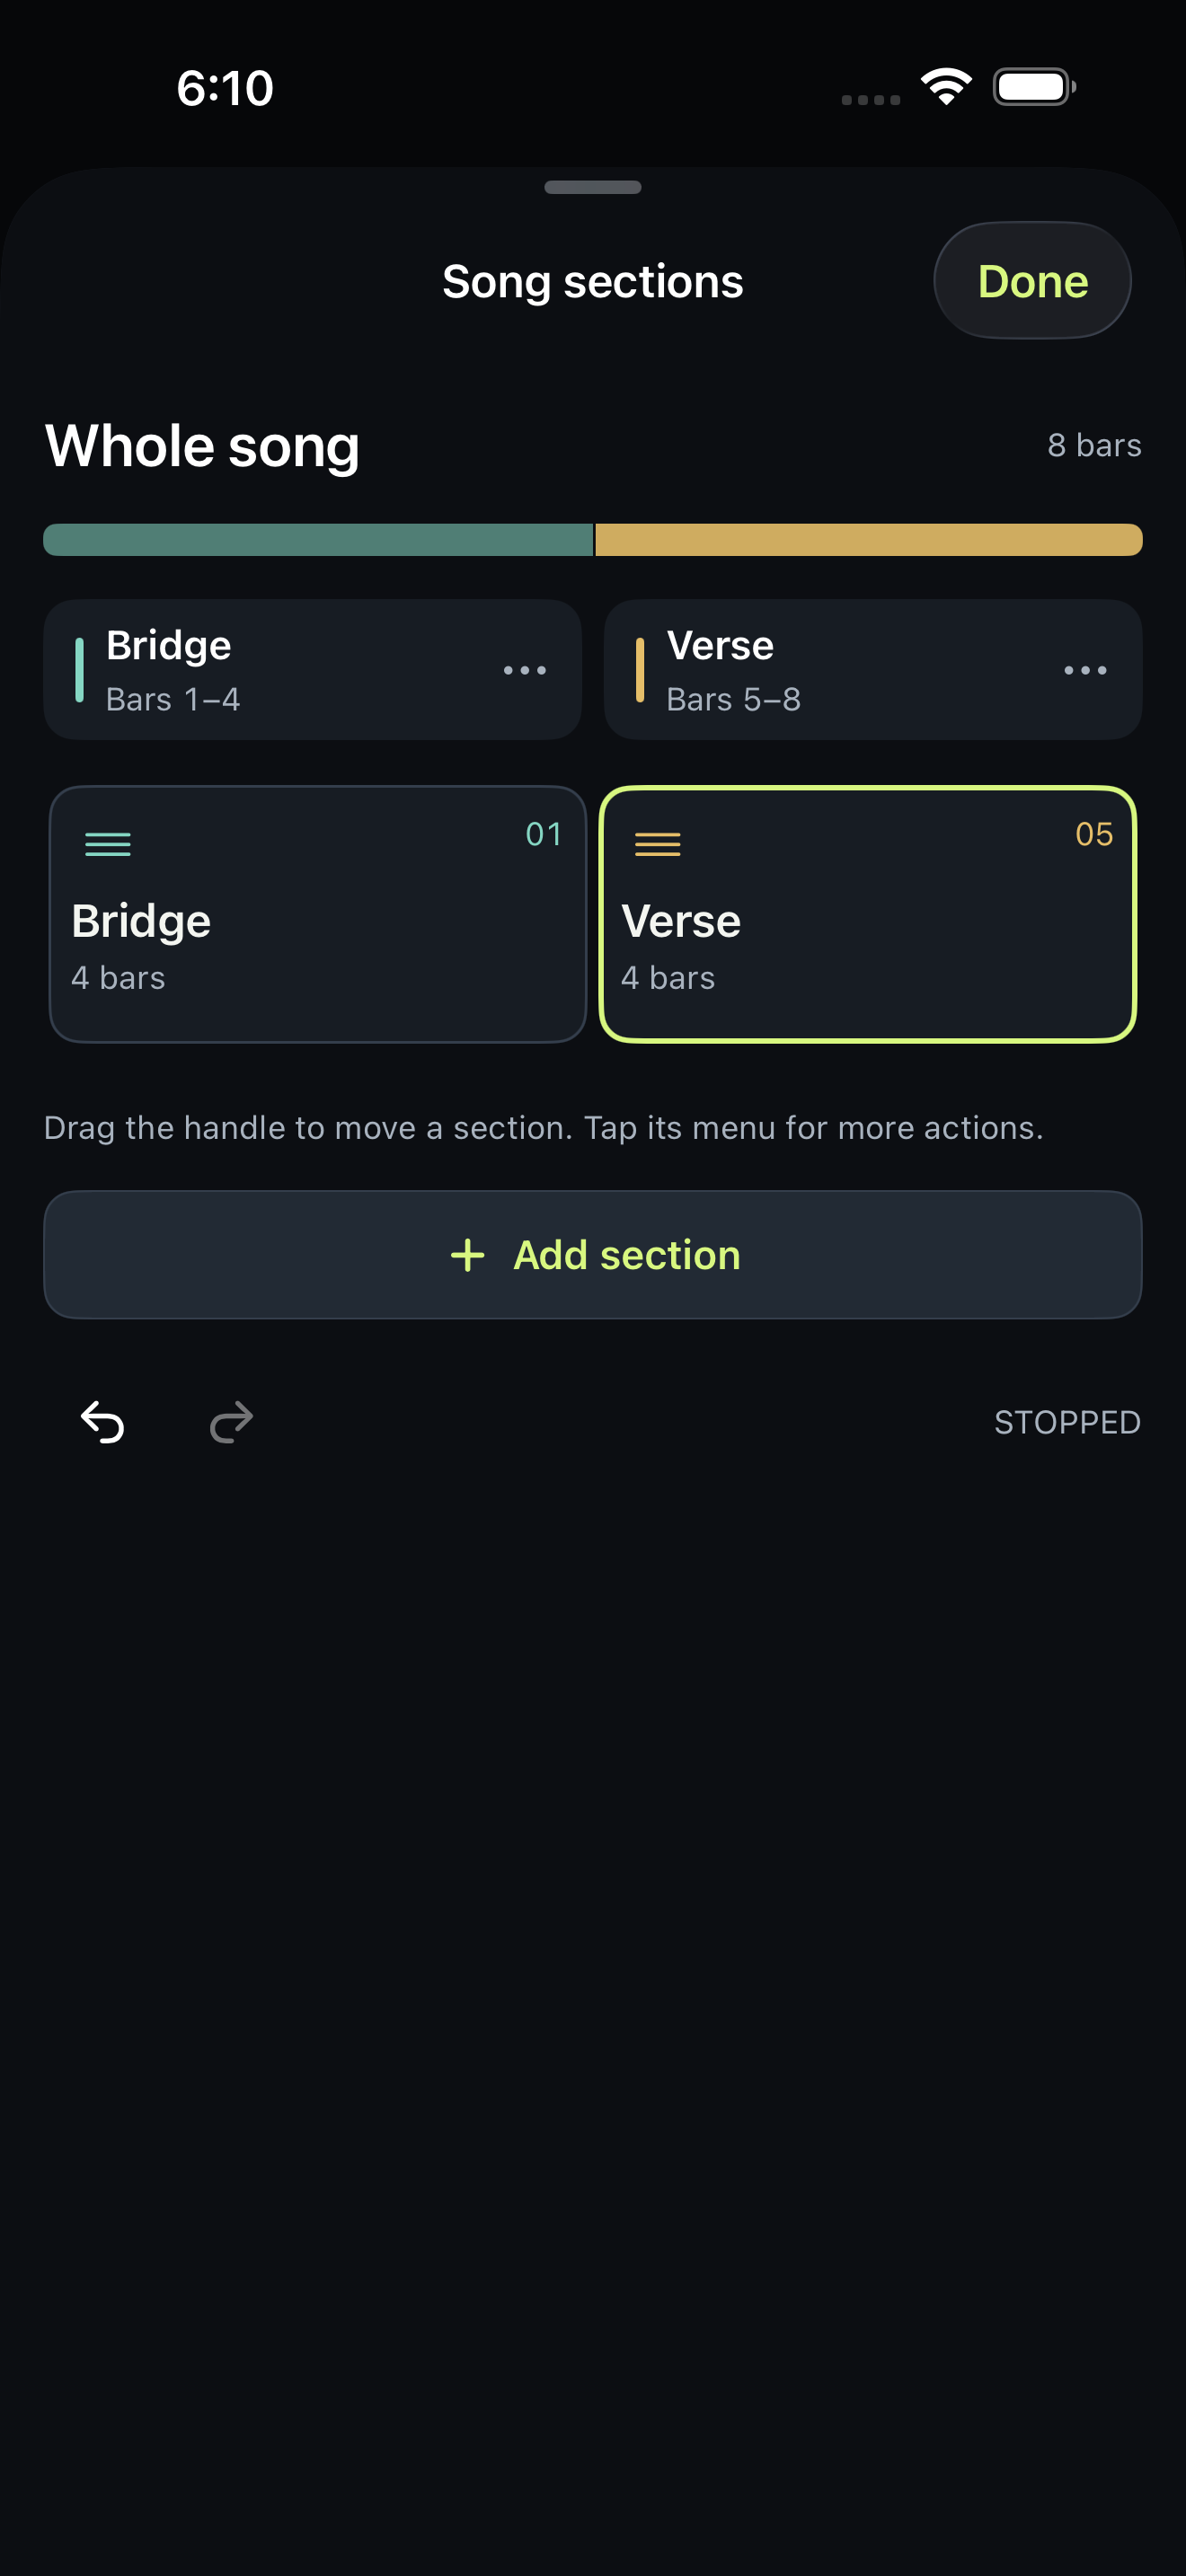 6:10
Song sections
Done
Whole song
8 bars
Bridge
Bars 1–4
Verse
Bars 5–8
01
Bridge
4 bars
05
Verse
4 bars
Drag the handle to move a section. Tap its menu for more actions.
+ Add section
STOPPED